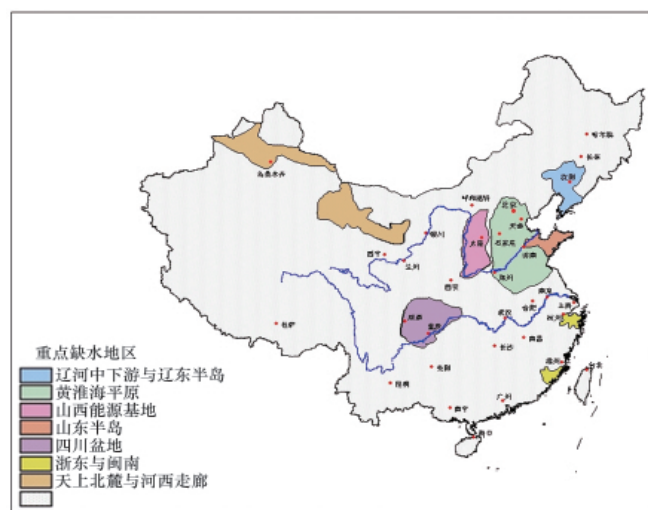 哈尔滨
长春
乌鲁木齐
沈阳
呼和浩特
北京
天津
银川
太原
石家庄
西宁
济南
兰州
郑州
西安
南京
合肥
上海
成都
武汉
杭州
拉萨
重庆
南昌
长沙
贵阳
福州
台北
昆明
广州
南宁
海口
重点缺水地区
辽河中下游与辽东半岛
黄淮海平原
山西能源基地
山东半岛
四川盆地
浙东与闽南
天上北麓与河西走廊